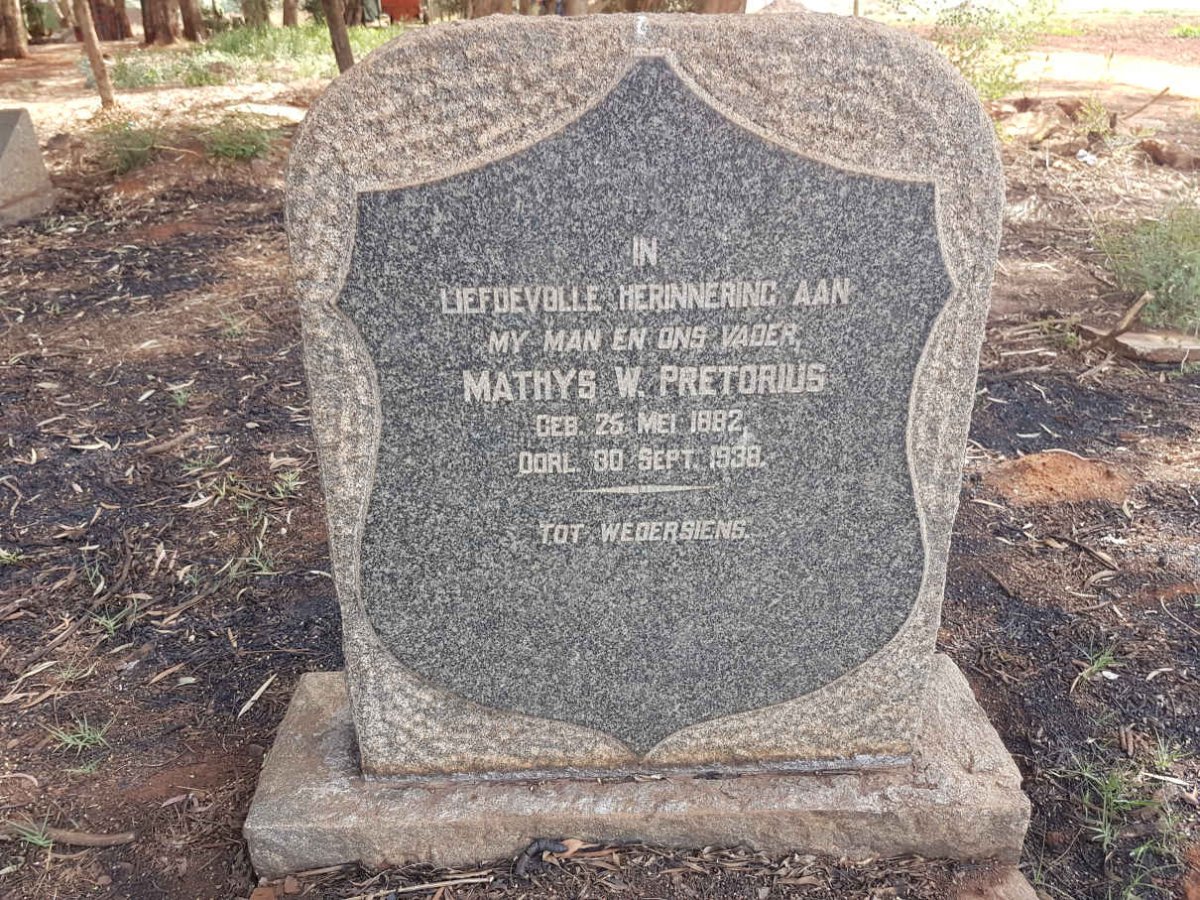 IN
LIEFDEVOLLE HERINNERING AAN
MY MAN EN ONS VADER,
MATHYS W. PRETORIUS
GEB. 25 MEI 1882,
OORL. 30 SEPT. 1938.
TOT WEDERSIENS.